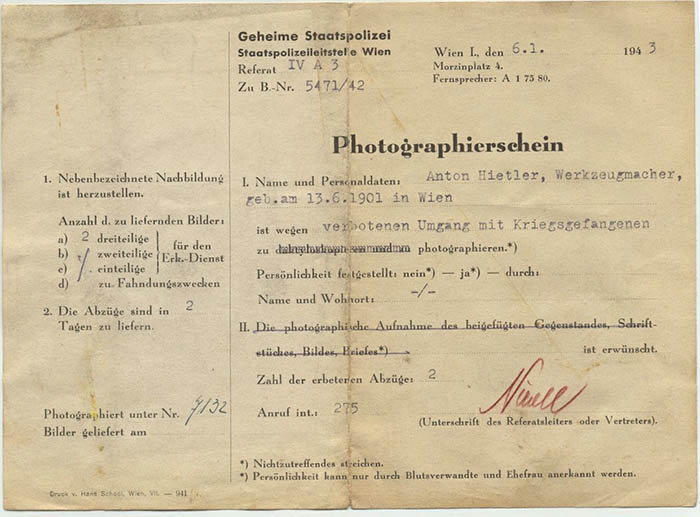 Geheime Staatspolizei
Staatspolizeileitstelle Wien
Referat IV A 3
Zu B.-Nr. 5471/42
Wien I., den 6.1. 1943
Morzinplatz 4.
Fernsprecher: A 1 75 80.
Photographierschein
1. Nebenbezeichnete Nachbildung
ist herzustellen.
Anzahl d. zu liefernden Bilder:
a) 2 dreiteilige
b) zweiteilige
c) einteilige
für den
Erk.-Dienst
d) zu Fahndungszwecken
2. Die Abzüge sind in 2
Tagen zu liefern.
Photographiert unter Nr. 7132
Bilder geliefert am
I. Name und Personaldaten: Anton Hietler, Werkzeugmacher,
geb.am 13.6.1901 in Wien
ist wegen verbotenen Umgang mit Kriegsgefangenen
zu photographieren.*)
Persönlichkeit festgestellt: nein*) — ja*) — durch:
Name und Wohnort: -/-
II. Die photographische Aufnahme des beigefügten Gegenstandes, Schrift-
stückes, Bildes, Briefes*) ist erwünscht.
Zahl der erbetenen Abzüge: 2
Anruf int.: 275
(Unterschrift des Referatsleiters oder Vertreters).
*) Nichtzutreffendes streichen.
*) Persönlichkeit kann nur durch Blutsverwandte und Ehefrau anerkannt werden.
Druck v. Hans School, Wien, VII. — 941